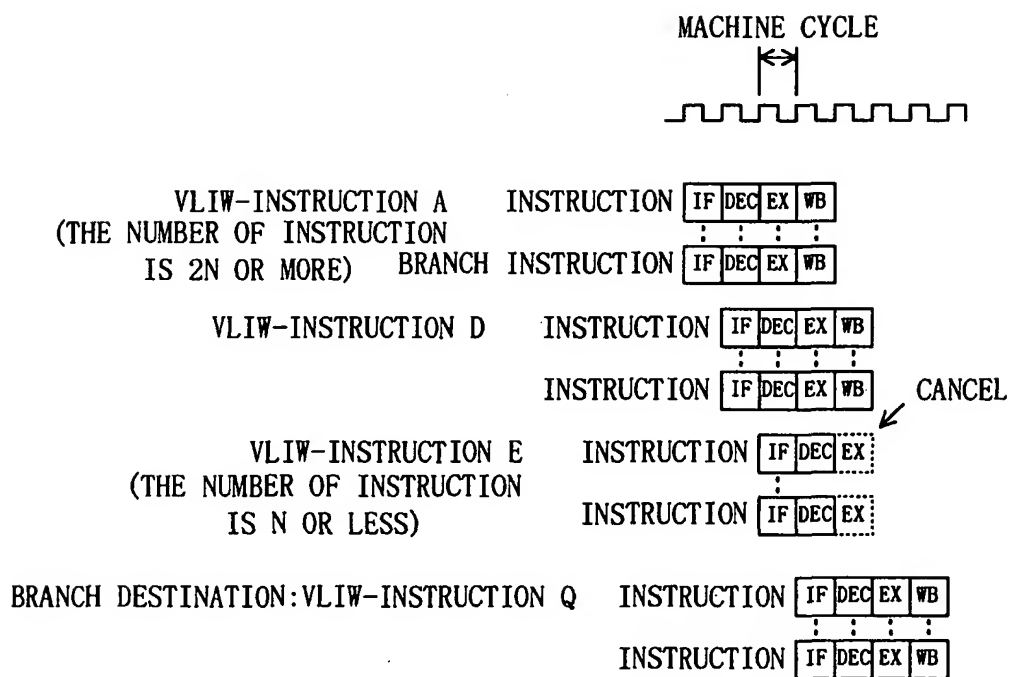 MACHINE CYCLE
VLIW-INSTRUCTION A INSTRUCTION IF DEC EX WB
(THE NUMBER OF INSTRUCTION
IS 2N OR MORE) BRANCH INSTRUCTION IF DEC EX WB
VLIW-INSTRUCTION D INSTRUCTION IF DEC EX WB
INSTRUCTION IF DEC EX WB
CANCEL
VLIW-INSTRUCTION E INSTRUCTION IF DEC EX
(THE NUMBER OF INSTRUCTION
IS N OR LESS) INSTRUCTION IF DEC EX
BRANCH DESTINATION:VLIW-INSTRUCTION Q INSTRUCTION IF DEC EX WB
INSTRUCTION IF DEC EX WB